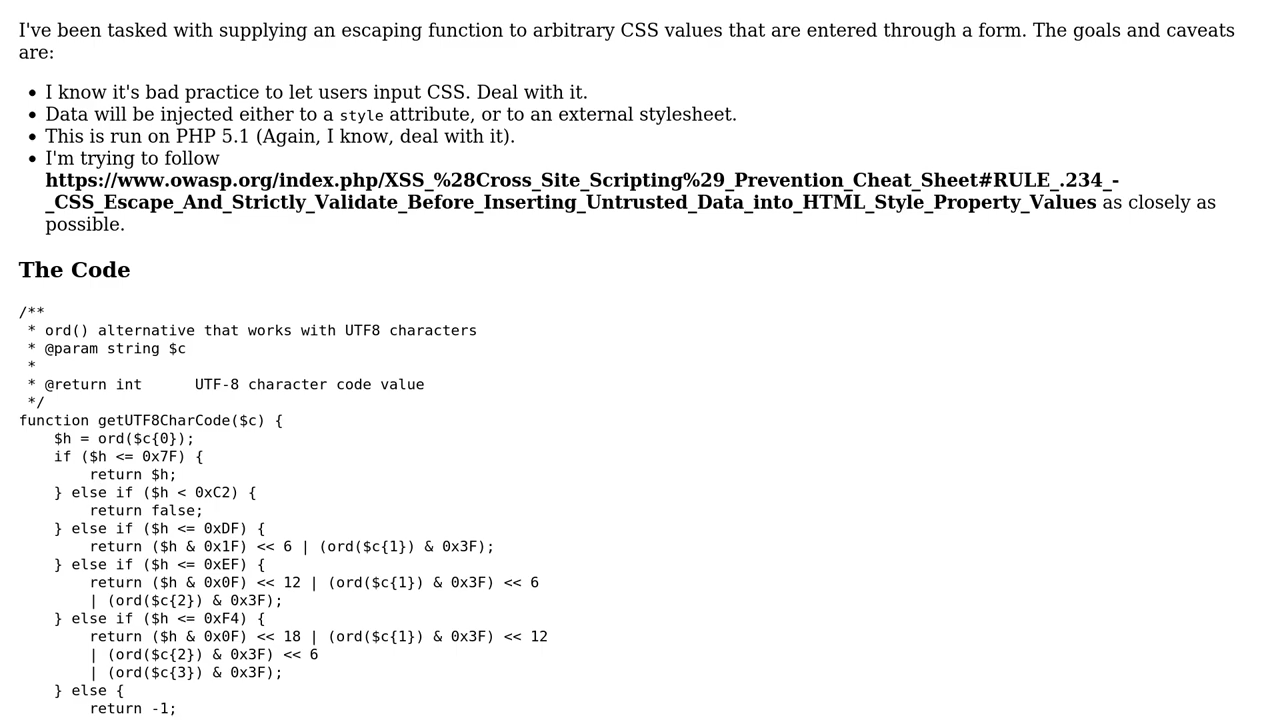 I've been tasked with supplying an escaping function to arbitrary CSS values that are entered through a form. The goals and caveats
are:
• I know it's bad practice to let users input CSS. Deal with it.
• Data will be injected either to a style attribute, or to an external stylesheet.
• This is run on PHP 5.1 (Again, I know, deal with it).
• I'm trying to follow
https://www.owasp.org/index.php/XSS_%28Cross_Site_Scripting%29_Prevention_Cheat_Sheet#RULE_.234_-
_CSS_Escape_And_Strictly_Validate_Before_Inserting_Untrusted_Data_into_HTML_Style_Property_Values as closely as
possible.
The Code
/**
 * ord() alternative that works with UTF8 characters
 * @param string $c
 *
 * @return int      UTF-8 character code value
 */
function getUTF8CharCode($c) {
    $h = ord($c{0});
    if ($h <= 0x7F) {
        return $h;
    } else if ($h < 0xC2) {
        return false;
    } else if ($h <= 0xDF) {
        return ($h & 0x1F) << 6 | (ord($c{1}) & 0x3F);
    } else if ($h <= 0xEF) {
        return ($h & 0x0F) << 12 | (ord($c{1}) & 0x3F) << 6
        | (ord($c{2}) & 0x3F);
    } else if ($h <= 0xF4) {
        return ($h & 0x0F) << 18 | (ord($c{1}) & 0x3F) << 12
        | (ord($c{2}) & 0x3F) << 6
        | (ord($c{3}) & 0x3F);
    } else {
        return -1;